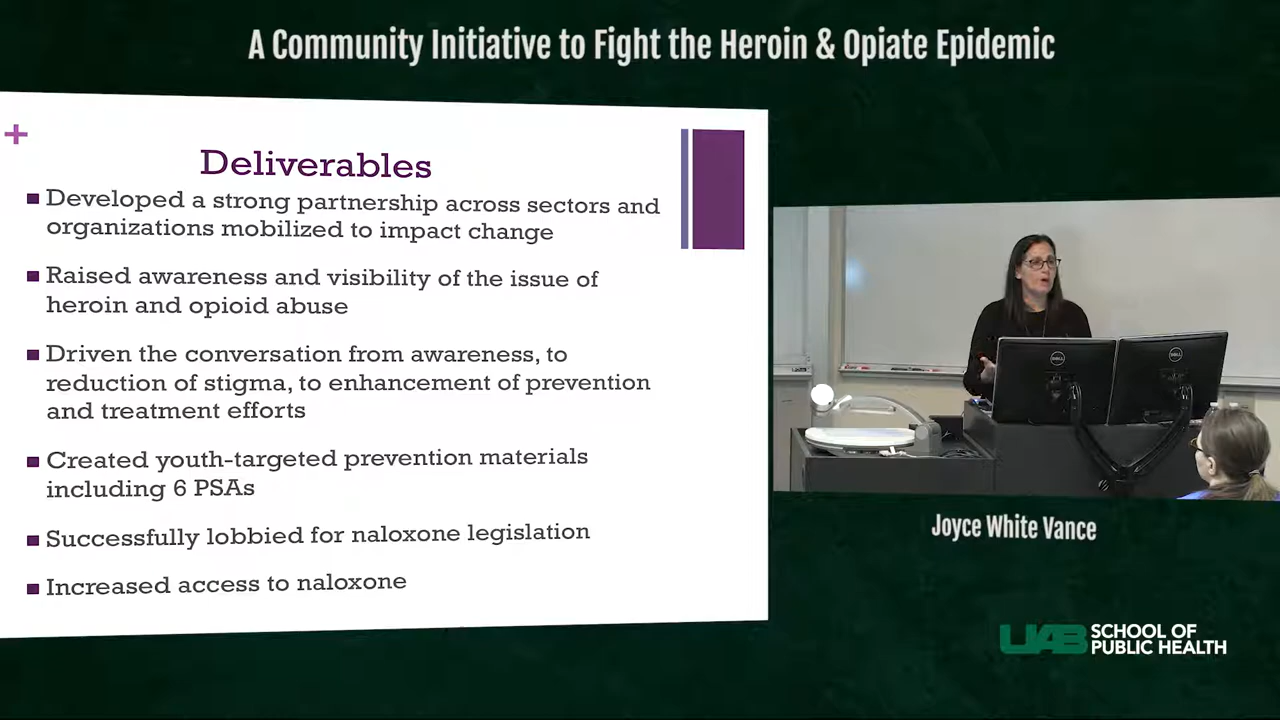 A Community Initiative to Fight the Heroin & Opiate Epidemic
+
Deliverables
Developed a strong partnership across sectors and
organizations mobilized to impact change
Raised awareness and visibility of the issue of
heroin and opioid abuse
Driven the conversation from awareness, to
reduction of stigma, to enhancement of prevention
and treatment efforts
Created youth-targeted prevention materials
including 6 PSAs
Successfully lobbied for naloxone legislation
Increased access to naloxone
DELL
DELL
Joyce White Vance
UAB SCHOOL OF
PUBLIC HEALTH